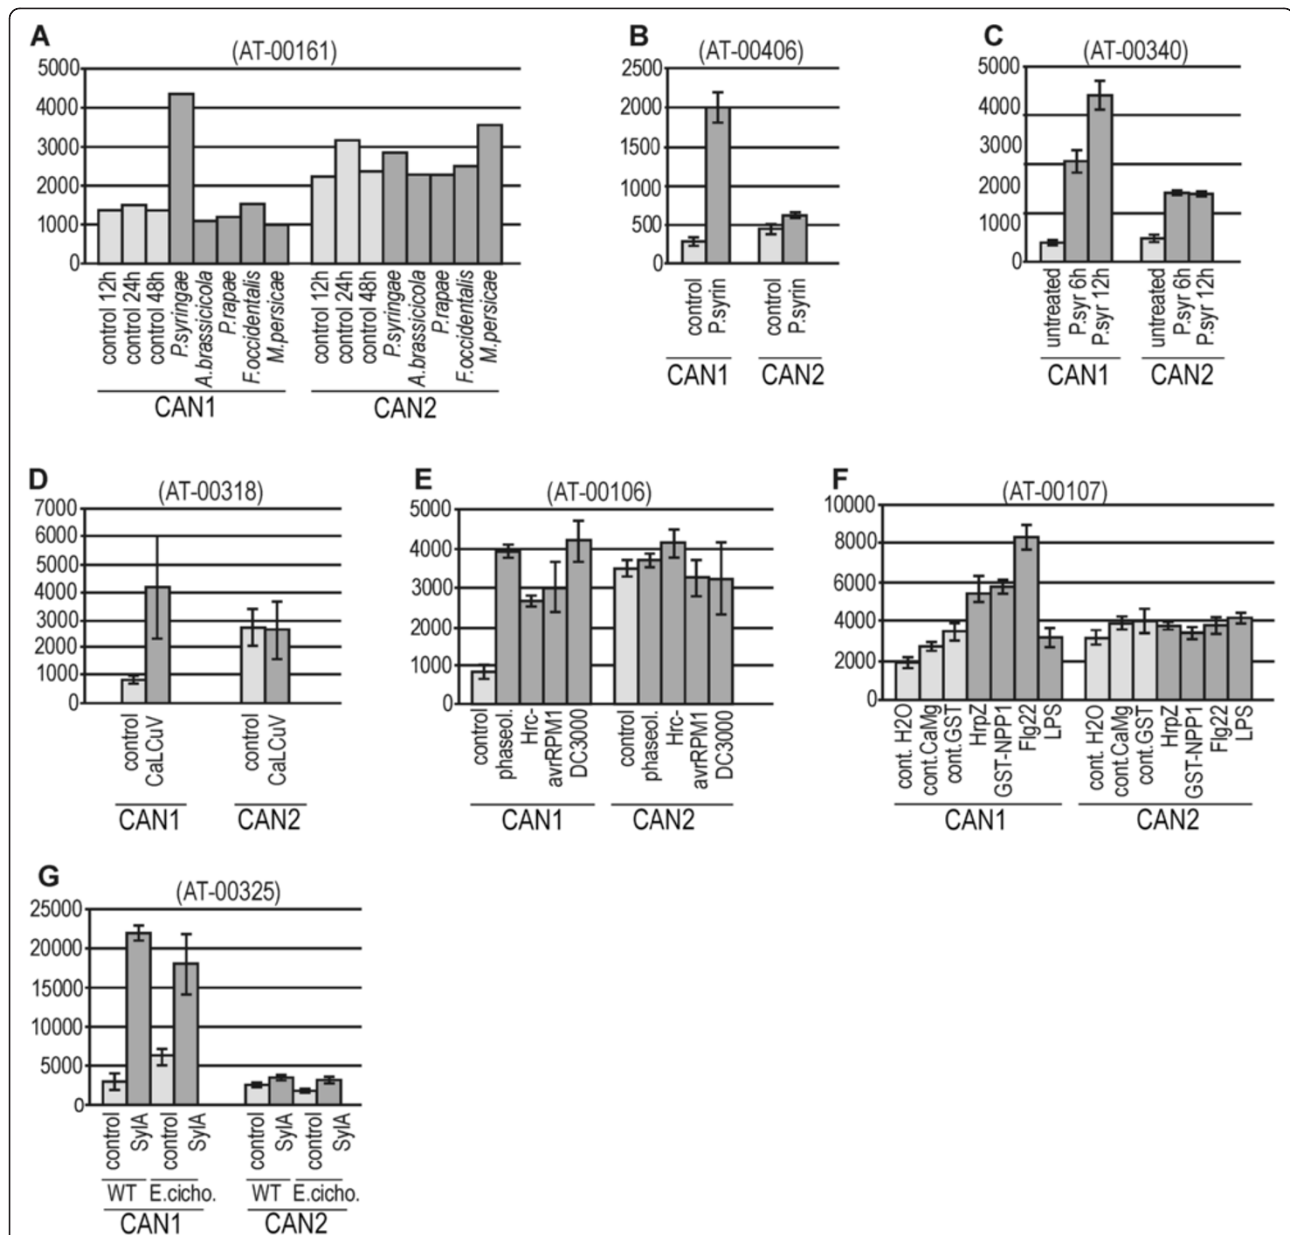 A
(AT-00161)
5000
4000
3000
2000
1000
0
control 12h
control 24h
control 48h
P.syringae
A.brassicicola
P.rapae
F.occidentalis
M.persicae
control 12h
control 24h
control 48h
P.syringae
A.brassicicola
P.rapae
F.occidentalis
M.persicae
CAN1
CAN2
B
(AT-00406)
2500
2000
1500
1000
500
0
control
P.syrin
control
P.syrin
CAN1
CAN2
C
(AT-00340)
5000
4000
3000
2000
1000
0
untreated
P.syr 6h
P.syr 12h
untreated
P.syr 6h
P.syr 12h
CAN1
CAN2
D
(AT-00318)
7000
6000
5000
4000
3000
2000
1000
0
control
CaLCuV
control
CaLCuV
CAN1
CAN2
E
(AT-00106)
5000
4000
3000
2000
1000
0
control
phaseol.
Hrc-
avrRPM1
DC3000
control
phaseol.
Hrc-
avrRPM1
DC3000
CAN1
CAN2
F
(AT-00107)
10000
8000
6000
4000
2000
0
cont. H2O
cont.CaMg
cont.GST
HrpZ
GST-NPP1
Flg22
LPS
cont. H2O
cont.CaMg
cont.GST
HrpZ
GST-NPP1
Flg22
LPS
CAN1
CAN2
G
(AT-00325)
25000
20000
15000
10000
5000
0
control
SylA
control
SylA
control
SylA
control
SylA
WT
E.cicho.
WT
E.cicho.
CAN1
CAN2